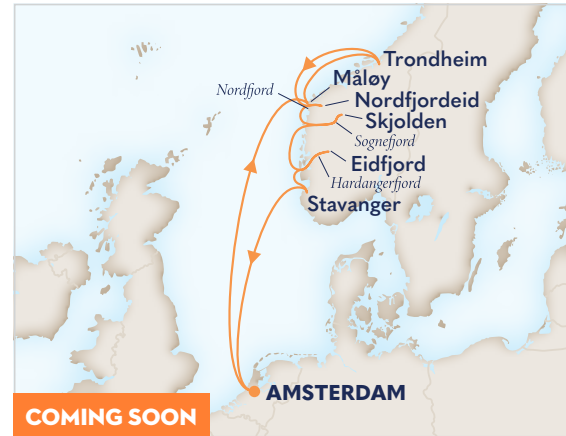 Trondheim
Måløy
Nordfjord
Nordfjordeid
Skjolden
Sognefjord
Eidfjord
Hardangerfjord
Stavanger
AMSTERDAM
COMING SOON